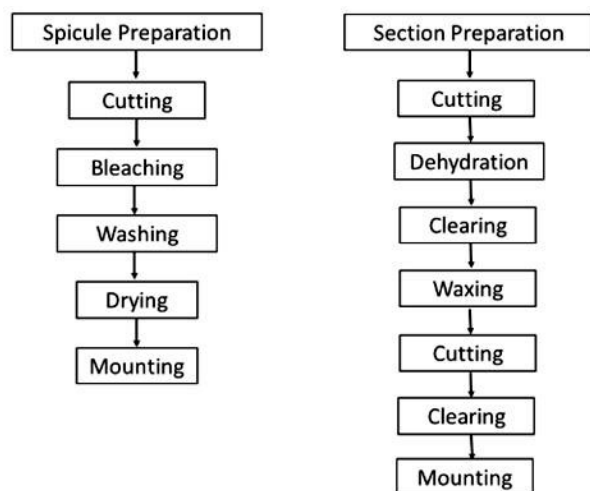 Spicule Preparation
Cutting
Bleaching
Washing
Drying
Mounting
Section Preparation
Cutting
Dehydration
Clearing
Waxing
Cutting
Clearing
Mounting